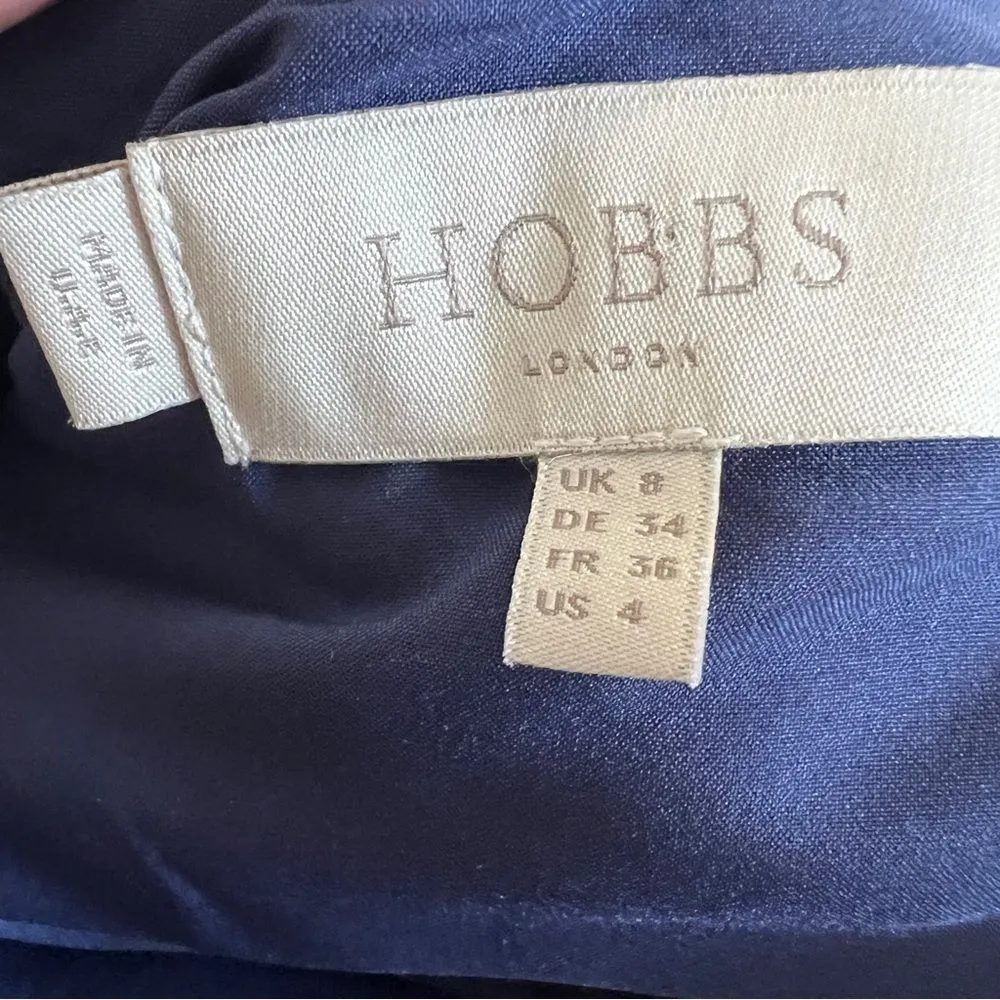 HOBBS
LONDON
MADE IN
U.A.E
UK 8
DE 34
FR 36
US 4